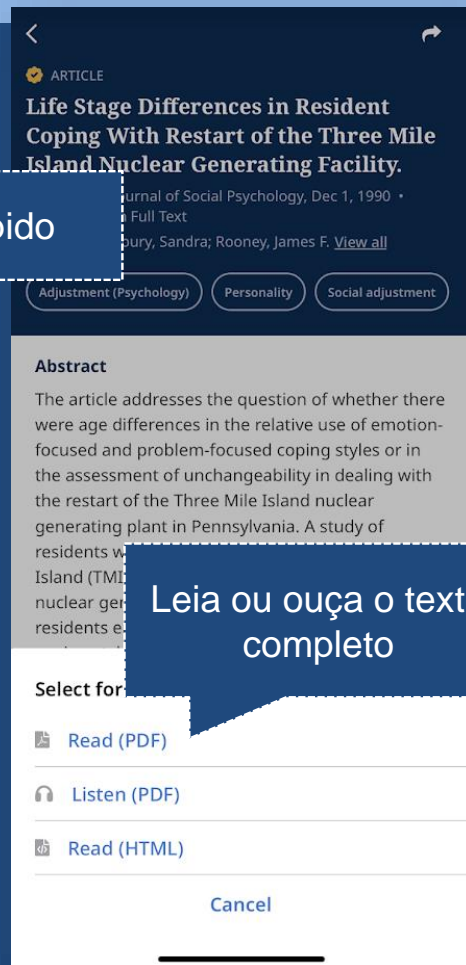 ARTICLE
Life Stage Differences in Resident
Coping With Restart of the Three Mile
Island Nuclear Generating Facility.
urnal of Social Psychology, Dec 1, 1990 •
Full Text
bury, Sandra; Rooney, James F. View all
Adjustment (Psychology) Personality Social adjustment
Abstract
The article addresses the question of whether there
were age differences in the relative use of emotion-
focused and problem-focused coping styles or in
the assessment of unchangeability in dealing with
the restart of the Three Mile Island nuclear
generating plant in Pennsylvania. A study of
residents w
Island (TMI
nuclear ger
residents e
Leia ou ouça o text
completo
Select for
Read (PDF)
Listen (PDF)
Read (HTML)
Cancel